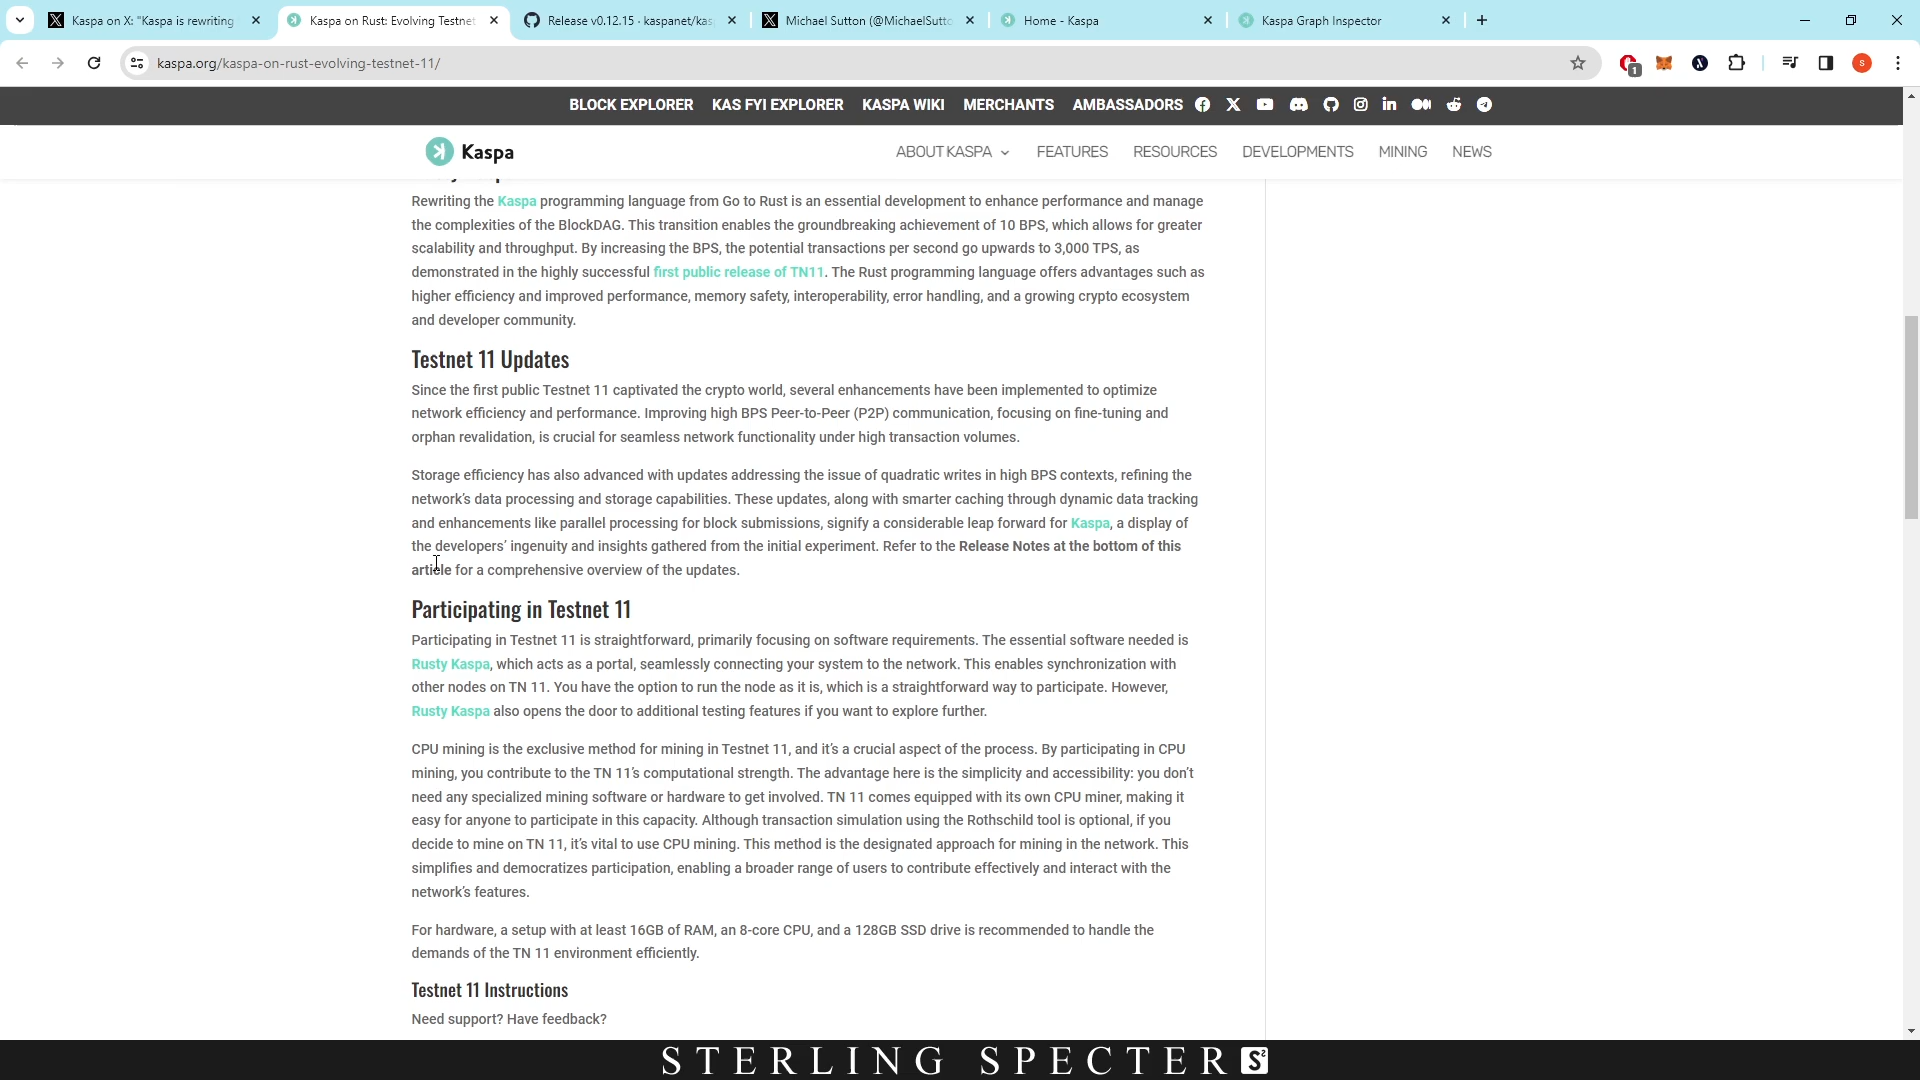 Kaspa on X: "Kaspa is rewriting
Kaspa on Rust: Evolving Testnet
Release v0.12.15 · kaspanet/kas
Michael Sutton (@MichaelSutto
Home - Kaspa
Kaspa Graph Inspector
kaspa.org/kaspa-on-rust-evolving-testnet-11/
1
S
BLOCK EXPLORER
KAS FYI EXPLORER
KASPA WIKI
MERCHANTS
AMBASSADORS
Kaspa
ABOUT KASPA
FEATURES
RESOURCES
DEVELOPMENTS
MINING
NEWS
Rewriting the Kaspa programming language from Go to Rust is an essential development to enhance performance and manage
the complexities of the BlockDAG. This transition enables the groundbreaking achievement of 10 BPS, which allows for greater
scalability and throughput. By increasing the BPS, the potential transactions per second go upwards to 3,000 TPS, as
demonstrated in the highly successful first public release of TN11. The Rust programming language offers advantages such as
higher efficiency and improved performance, memory safety, interoperability, error handling, and a growing crypto ecosystem
and developer community.
Testnet 11 Updates
Since the first public Testnet 11 captivated the crypto world, several enhancements have been implemented to optimize
network efficiency and performance. Improving high BPS Peer-to-Peer (P2P) communication, focusing on fine-tuning and
orphan revalidation, is crucial for seamless network functionality under high transaction volumes.
Storage efficiency has also advanced with updates addressing the issue of quadratic writes in high BPS contexts, refining the
network's data processing and storage capabilities. These updates, along with smarter caching through dynamic data tracking
and enhancements like parallel processing for block submissions, signify a considerable leap forward for Kaspa, a display of
the developers' ingenuity and insights gathered from the initial experiment. Refer to the Release Notes at the bottom of this
article for a comprehensive overview of the updates.
Participating in Testnet 11
Participating in Testnet 11 is straightforward, primarily focusing on software requirements. The essential software needed is
Rusty Kaspa, which acts as a portal, seamlessly connecting your system to the network. This enables synchronization with
other nodes on TN 11. You have the option to run the node as it is, which is a straightforward way to participate. However,
Rusty Kaspa also opens the door to additional testing features if you want to explore further.
CPU mining is the exclusive method for mining in Testnet 11, and it's a crucial aspect of the process. By participating in CPU
mining, you contribute to the TN 11's computational strength. The advantage here is the simplicity and accessibility: you don't
need any specialized mining software or hardware to get involved. TN 11 comes equipped with its own CPU miner, making it
easy for anyone to participate in this capacity. Although transaction simulation using the Rothschild tool is optional, if you
decide to mine on TN 11, it's vital to use CPU mining. This method is the designated approach for mining in the network. This
simplifies and democratizes participation, enabling a broader range of users to contribute effectively and interact with the
network's features.
For hardware, a setup with at least 16GB of RAM, an 8-core CPU, and a 128GB SSD drive is recommended to handle the
demands of the TN 11 environment efficiently.
Testnet 11 Instructions
Need support? Have feedback?
STERLING SPECTER S²